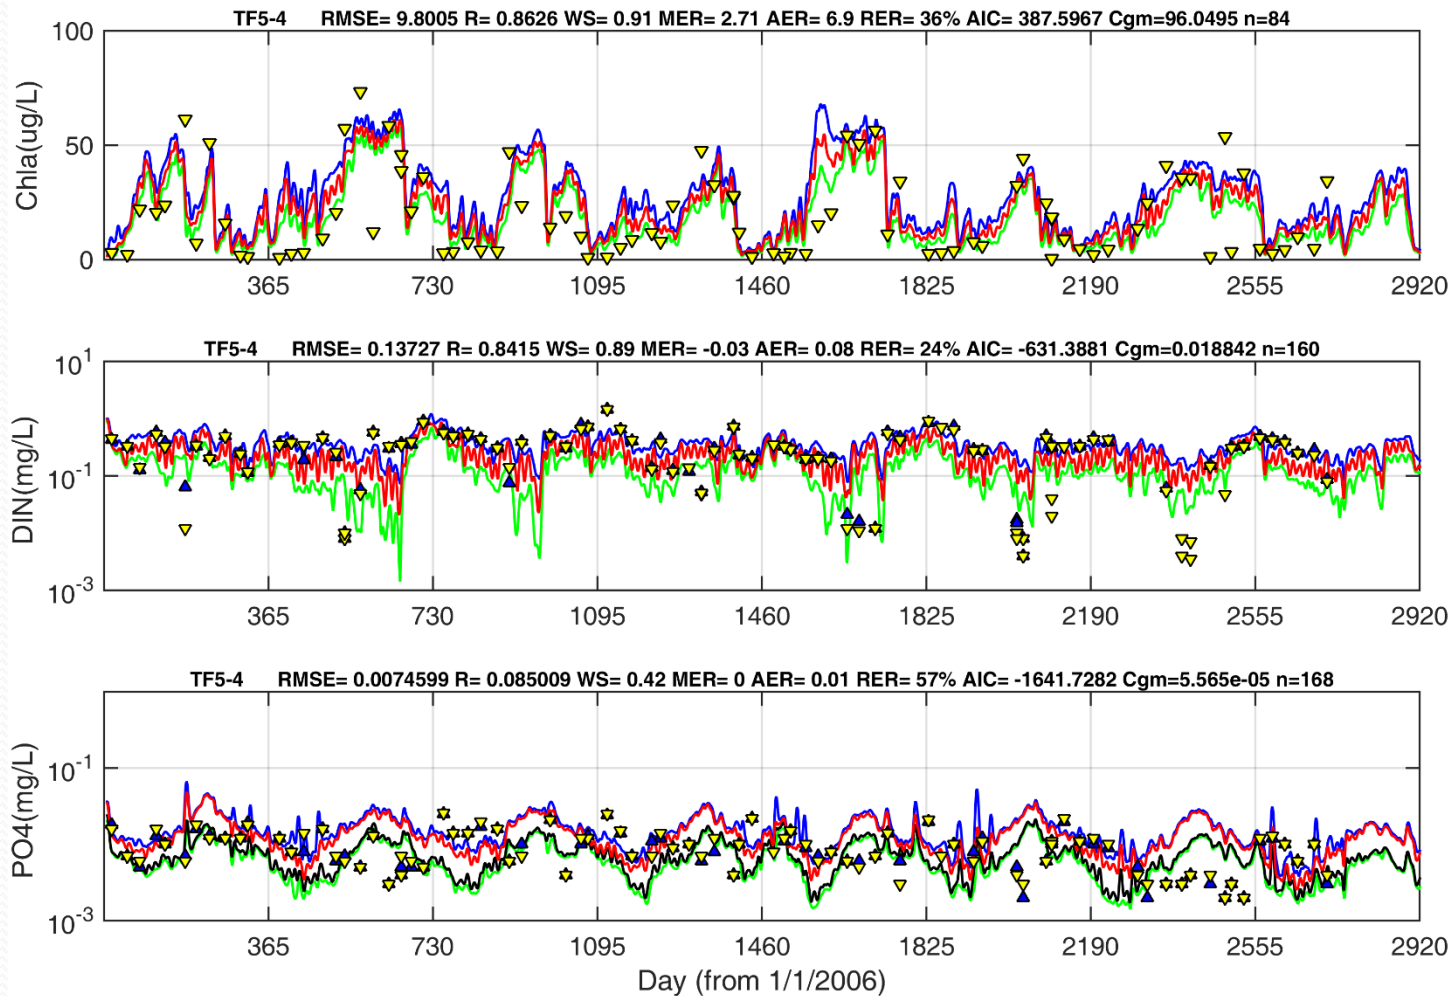 TF5-4 RMSE= 9.8005 R= 0.8626 WS= 0.91 MER= 2.71 AER= 6.9 RER= 36% AIC= 387.5967 Cgm=96.0495 n=84
100
50
0
Chla(ug/L)
365 730 1095 1460 1825 2190 2555 2920
TF5-4 RMSE= 0.13727 R= 0.8415 WS= 0.89 MER= -0.03 AER= 0.08 RER= 24% AIC= -631.3881 Cgm=0.018842 n=160
10^1
10^-1
10^-3
DIN(mg/L)
365 730 1095 1460 1825 2190 2555 2920
TF5-4 RMSE= 0.0074599 R= 0.085009 WS= 0.42 MER= 0 AER= 0.01 RER= 57% AIC= -1641.7282 Cgm=5.565e-05 n=168
10^-1
10^-3
PO4(mg/L)
365 730 1095 1460 1825 2190 2555 2920
Day (from 1/1/2006)